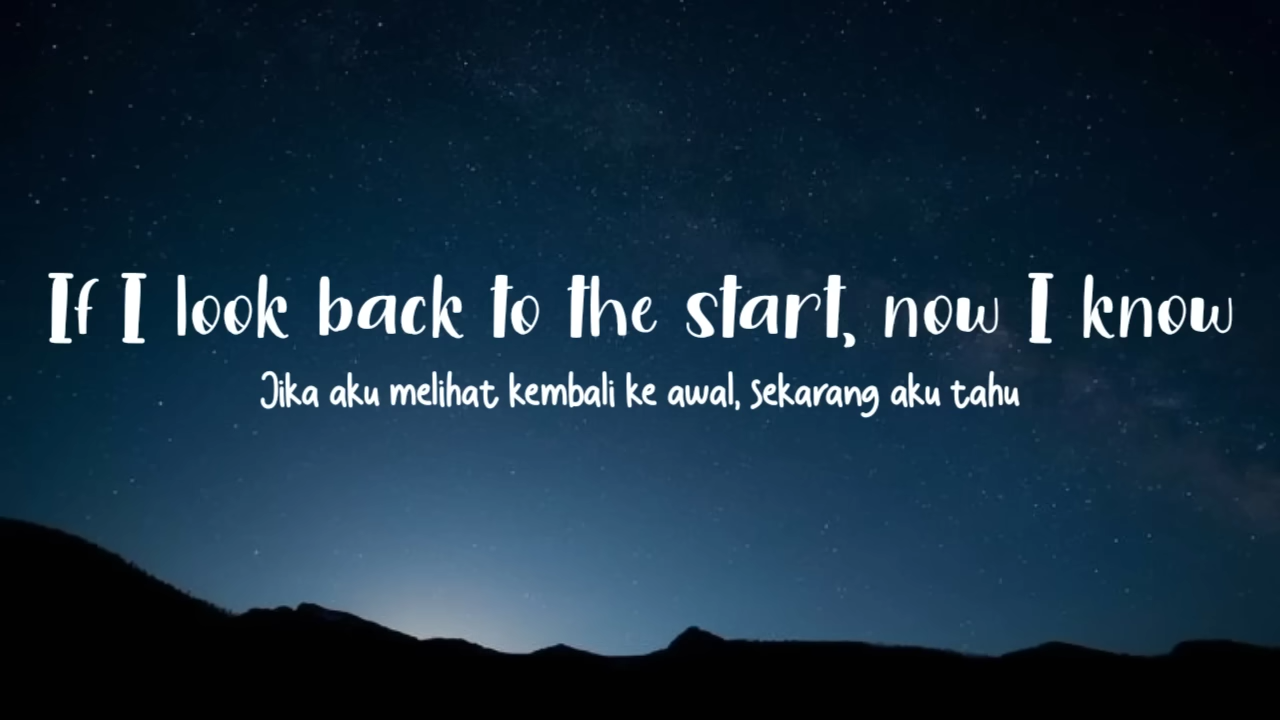 If I look back to the start, now I know
Jika aku melihat kembali ke awal, sekarang aku tahu